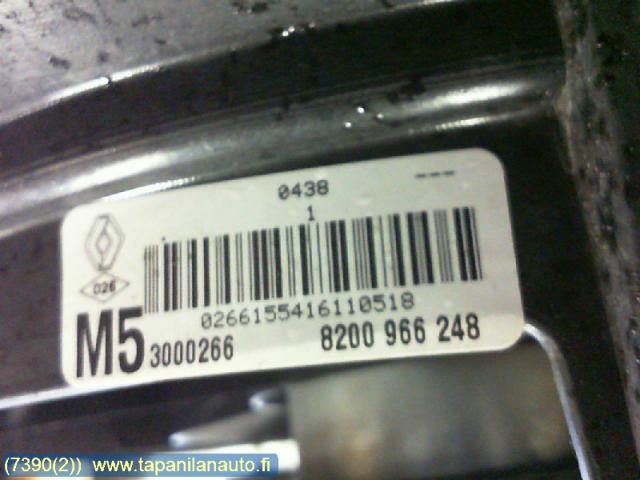 0438 ---
1
026
0266155416110518
M5 3000266 8200 966 248
(7390(2)) www.tapanilanauto.fi